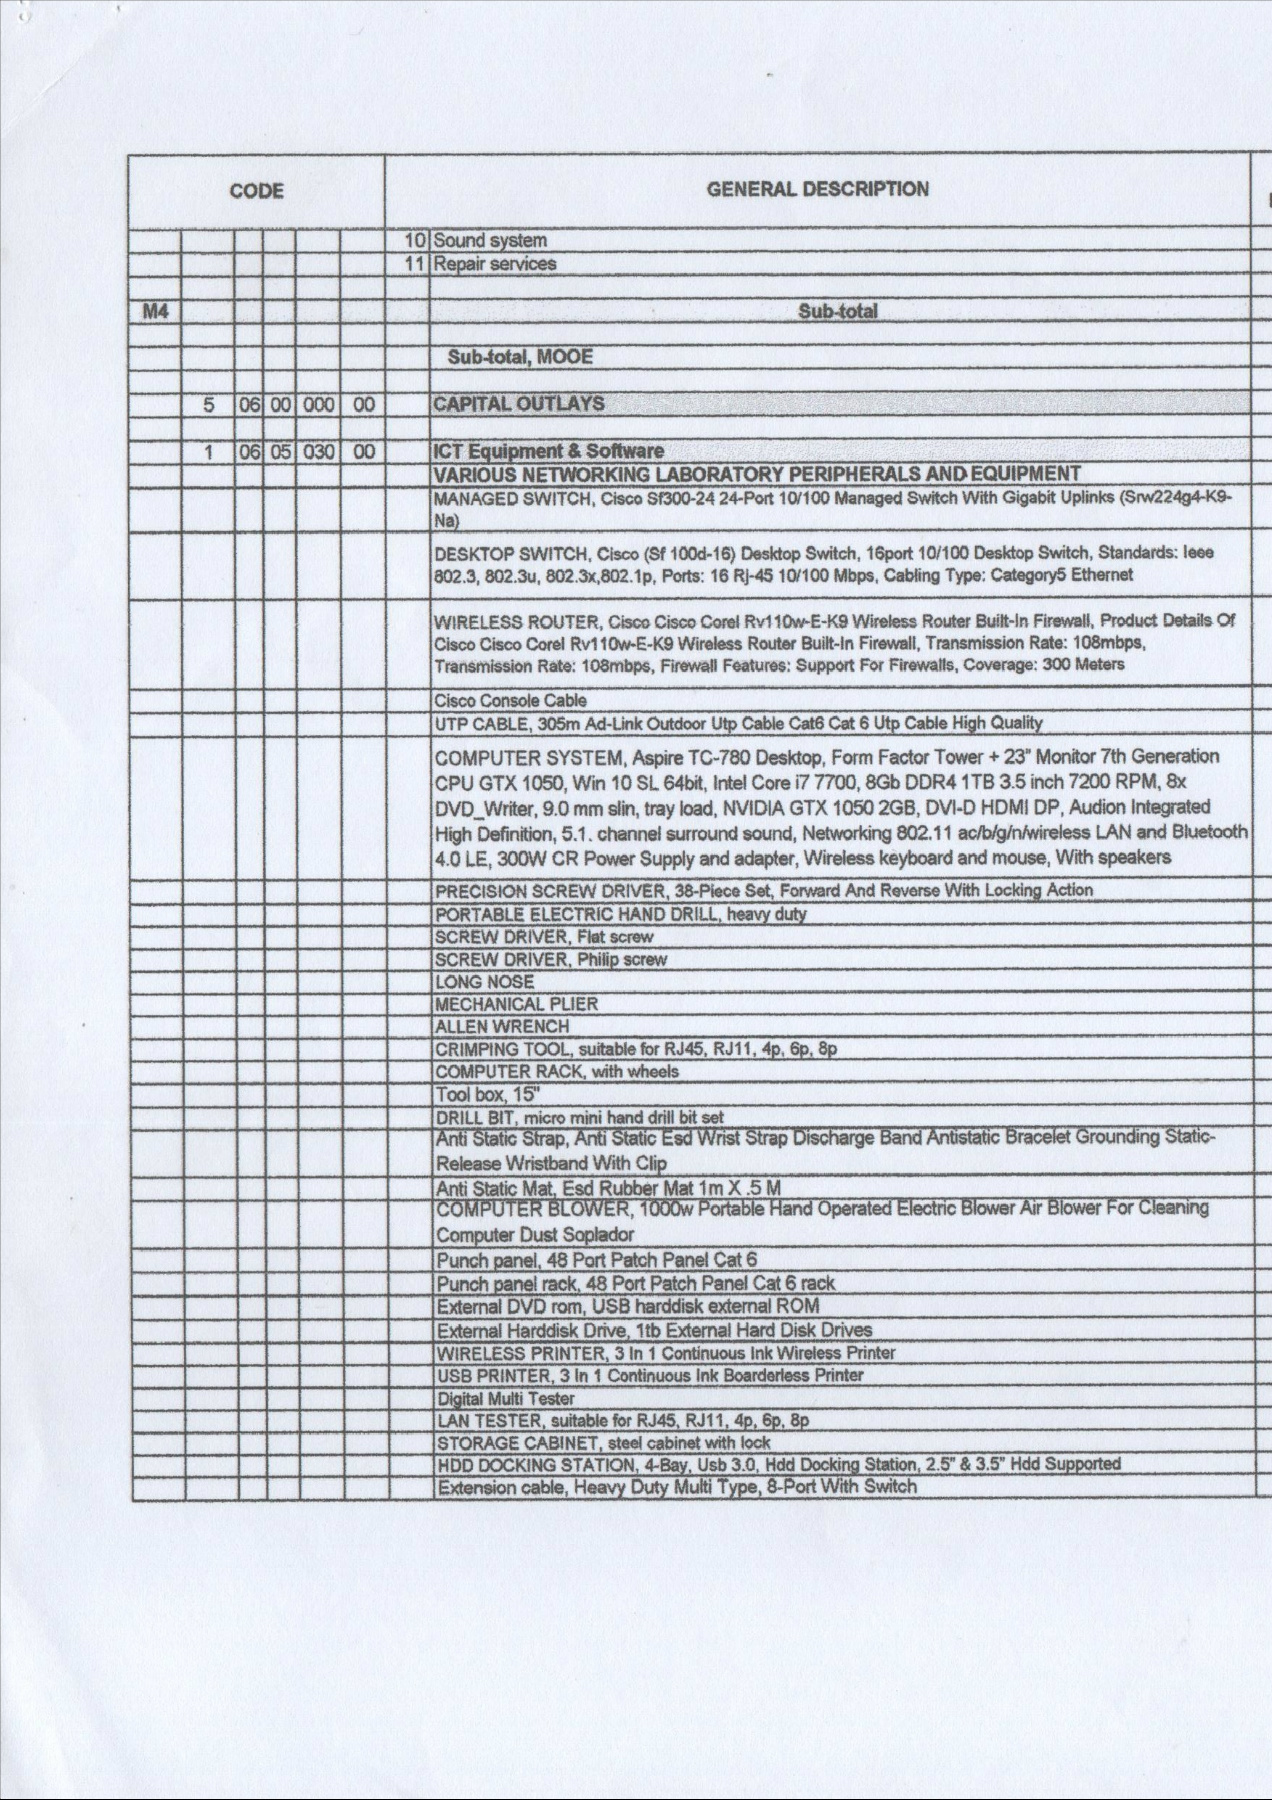 CODE GENERAL DESCRIPTION
10 Sound system
11 Repair services
M4 Sub-total
Sub-total, MOOE
5 06 00 000 00 CAPITAL OUTLAYS
1 06 05 030 00 ICT Equipment & Software
VARIOUS NETWORKING LABORATORY PERIPHERALS AND EQUIPMENT
MANAGED SWITCH, Cisco Sf300-24 24-Port 10/100 Managed Switch With Gigabit Uplinks (Srw224g4-K9-
Na)
DESKTOP SWITCH, Cisco (Sf 100d-16) Desktop Switch, 16port 10/100 Desktop Switch, Standards: Ieee
802.3, 802.3u, 802.3x,802.1p, Ports: 16 Rj-45 10/100 Mbps, Cabling Type: Category5 Ethernet
WIRELESS ROUTER, Cisco Cisco Corel Rv110w-E-K9 Wireless Router Built-In Firewall, Product Details Of
Cisco Cisco Corel Rv110w-E-K9 Wireless Router Built-In Firewall, Transmission Rate: 108mbps,
Transmission Rate: 108mbps, Firewall Features: Support For Firewalls, Coverage: 300 Meters
Cisco Console Cable
UTP CABLE, 305m Ad-Link Outdoor Utp Cable Cat6 Cat 6 Utp Cable High Quality
COMPUTER SYSTEM, Aspire TC-780 Desktop, Form Factor Tower + 23" Monitor 7th Generation
CPU GTX 1050, Win 10 SL 64bit, Intel Core i7 7700, 8Gb DDR4 1TB 3.5 inch 7200 RPM, 8x
DVD_Writer, 9.0 mm slin, tray load, NVIDIA GTX 1050 2GB, DVI-D HDMI DP, Audion Integrated
High Definition, 5.1. channel surround sound, Networking 802.11 ac/b/g/n/wireless LAN and Bluetooth
4.0 LE, 300W CR Power Supply and adapter, Wireless keyboard and mouse, With speakers
PRECISION SCREW DRIVER, 38-Piece Set, Forward And Reverse With Locking Action
PORTABLE ELECTRIC HAND DRILL, heavy duty
SCREW DRIVER, Flat screw
SCREW DRIVER, Philip screw
LONG NOSE
MECHANICAL PLIER
ALLEN WRENCH
CRIMPING TOOL, suitable for RJ45, RJ11, 4p, 6p, 8p
COMPUTER RACK, with wheels
Tool box, 15"
DRILL BIT, micro mini hand drill bit set
Anti Static Strap, Anti Static Esd Wrist Strap Discharge Band Antistatic Bracelet Grounding Static-
Release Wristband With Clip
Anti Static Mat, Esd Rubber Mat 1m X .5 M
COMPUTER BLOWER, 1000w Portable Hand Operated Electric Blower Air Blower For Cleaning
Computer Dust Soplador
Punch panel, 48 Port Patch Panel Cat 6
Punch panel rack, 48 Port Patch Panel Cat 6 rack
External DVD rom, USB harddisk external ROM
External Harddisk Drive, 1tb External Hard Disk Drives
WIRELESS PRINTER, 3 In 1 Continuous Ink Wireless Printer
USB PRINTER, 3 In 1 Continuous Ink Boarderless Printer
Digital Multi Tester
LAN TESTER, suitable for RJ45, RJ11, 4p, 6p, 8p
STORAGE CABINET, steel cabinet with lock
HDD DOCKING STATION, 4-Bay, Usb 3.0, Hdd Docking Station, 2.5" & 3.5" Hdd Supported
Extension cable, Heavy Duty Multi Type, 8-Port With Switch